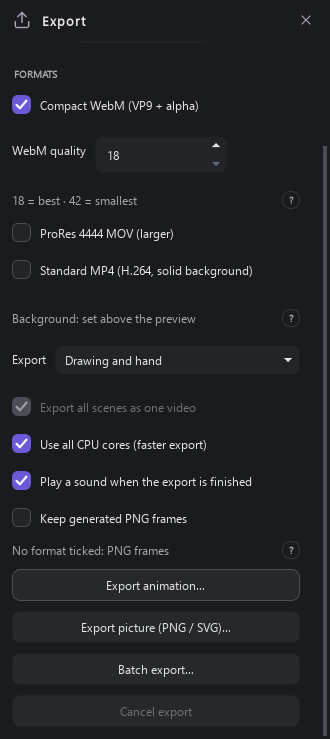 Export
FORMATS
Compact WebM (VP9 + alpha)
WebM quality 18
18 = best · 42 = smallest ?
ProRes 4444 MOV (larger)
Standard MP4 (H.264, solid background)
Background: set above the preview ?
Export Drawing and hand
Export all scenes as one video
Use all CPU cores (faster export)
Play a sound when the export is finished
Keep generated PNG frames
No format ticked: PNG frames ?
Export animation...
Export picture (PNG / SVG)...
Batch export...
Cancel export